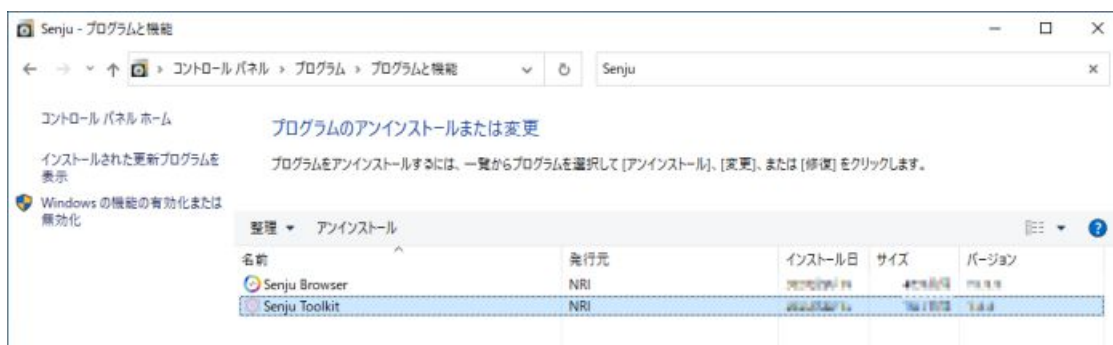 Senju - プログラムと機能
コントロール パネル › プログラム › プログラムと機能
Senju
コントロール パネル ホーム
インストールされた更新プログラムを
表示
Windows の機能の有効化または
無効化
プログラムのアンインストールまたは変更
プログラムをアンインストールするには、一覧からプログラムを選択して [アンインストール]、[変更]、または [修復] をクリックします。
整理 アンインストール
名前 発行元 インストール日 サイズ バージョン
Senju Browser NRI
Senju Toolkit NRI